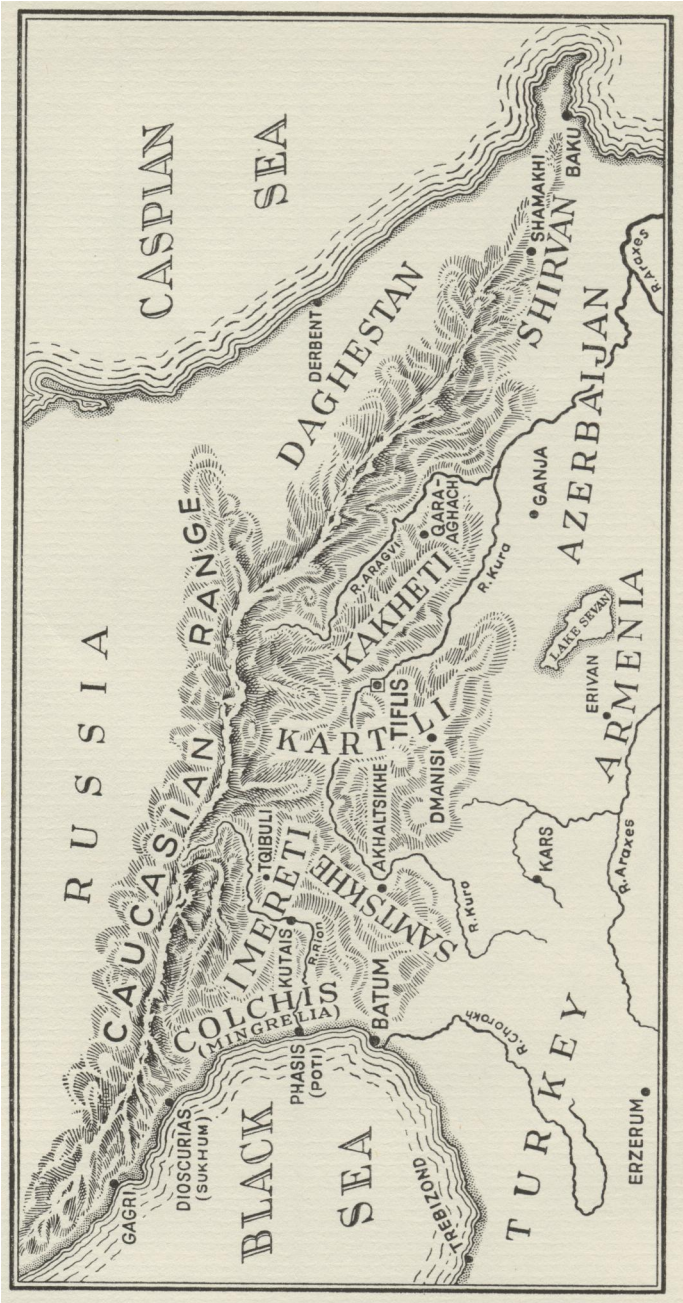 RUSSIA
CASPIAN
SEA
CAUCASIAN RANGE
DAGHESTAN
DERBENT
GAGRI
DIOSCURIAS
(SUKHUM)
COLCHIS
(MINGRELIA)
IMERETI
TQIBULI
KUTAIS
R.Rion
PHASIS
(POTI)
BLACK
SEA
BATUM
SAMTSKHE
AKHALTSIKHE
KARTLI
TIFLIS
DMANISI
KAKHETI
R.ARAGVI
QARA-
AGHACH
R.Kura
SHIRVAN
SHAMAKHI
BAKU
GANJA
AZERBAIJAN
R.Araxes
LAKE SEVAN
ERIVAN
ARMENIA
KARS
R.Kura
R.Araxes
R.Chorokh
TREBIZOND
TURKEY
ERZERUM